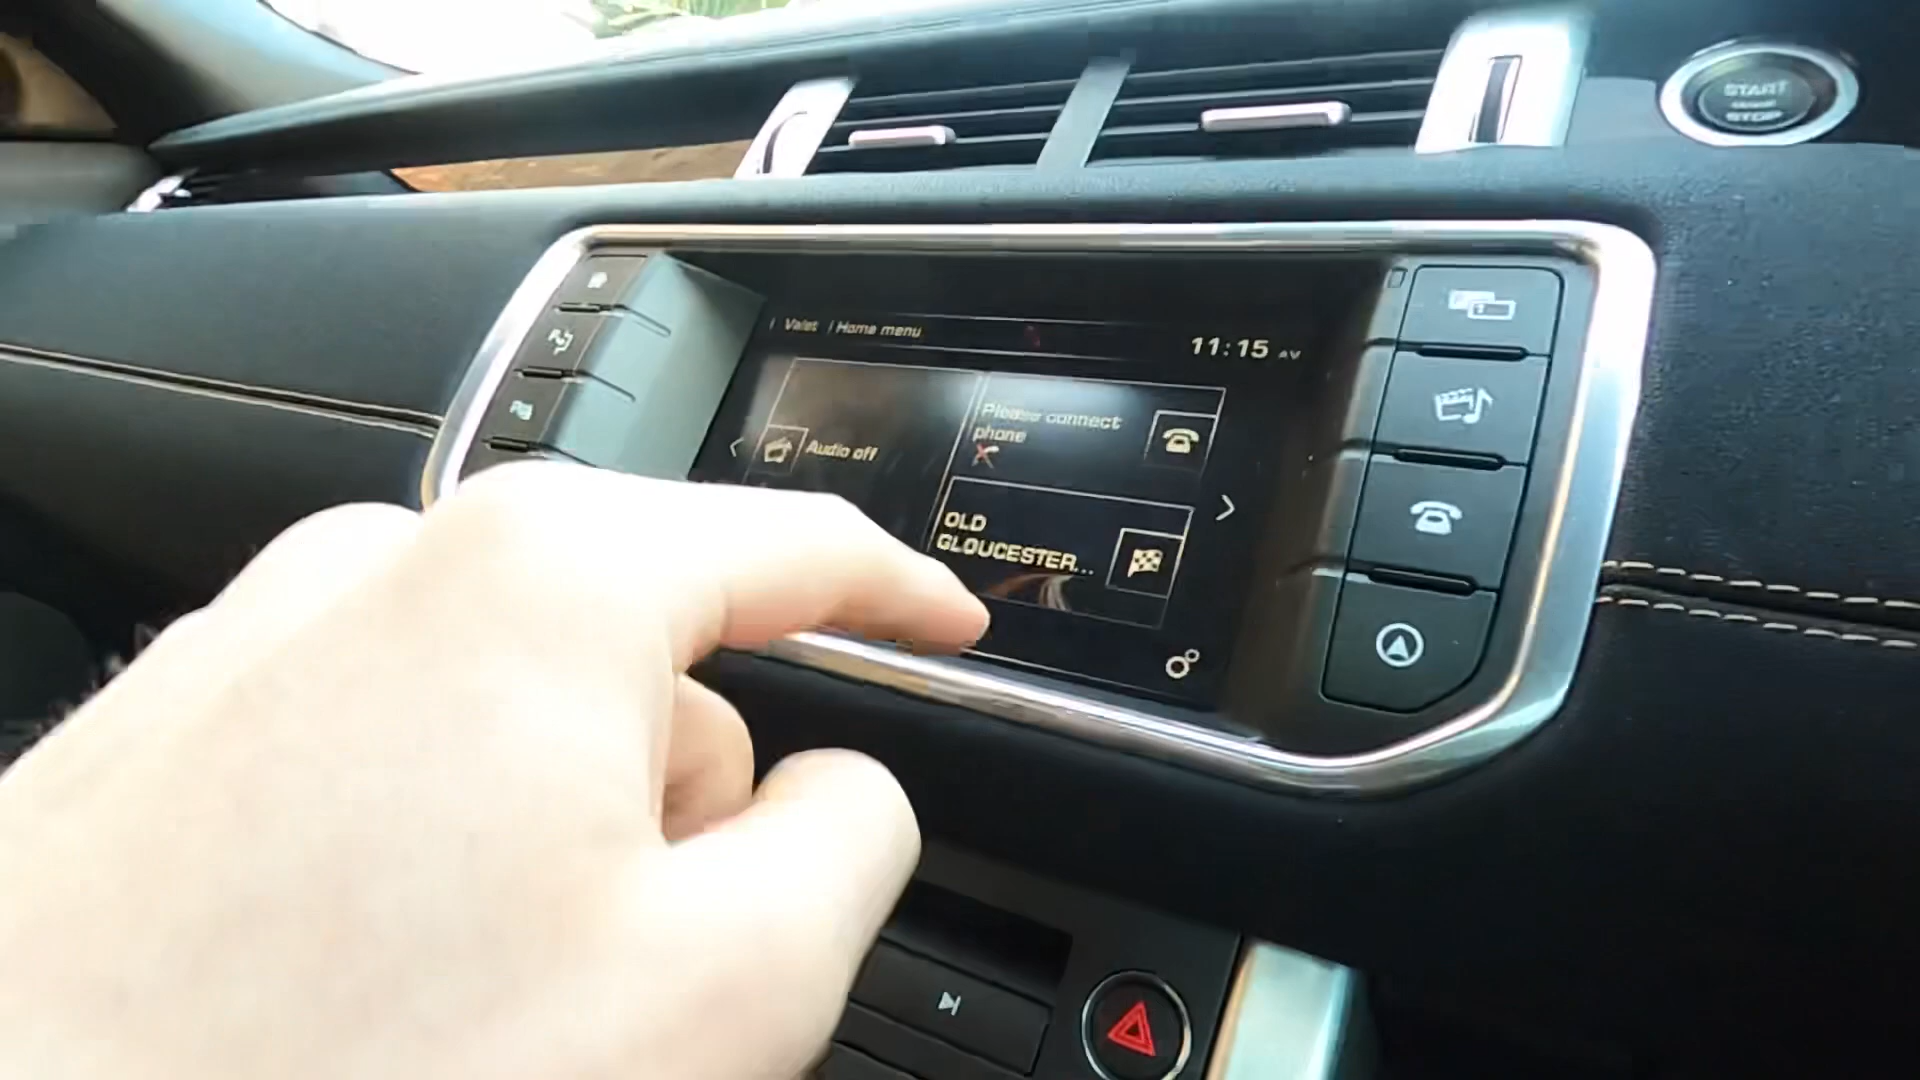 START
STOP
Valet / Home menu
11:15
Please connect
phone
Audio off
OLD
GLOUCESTER...